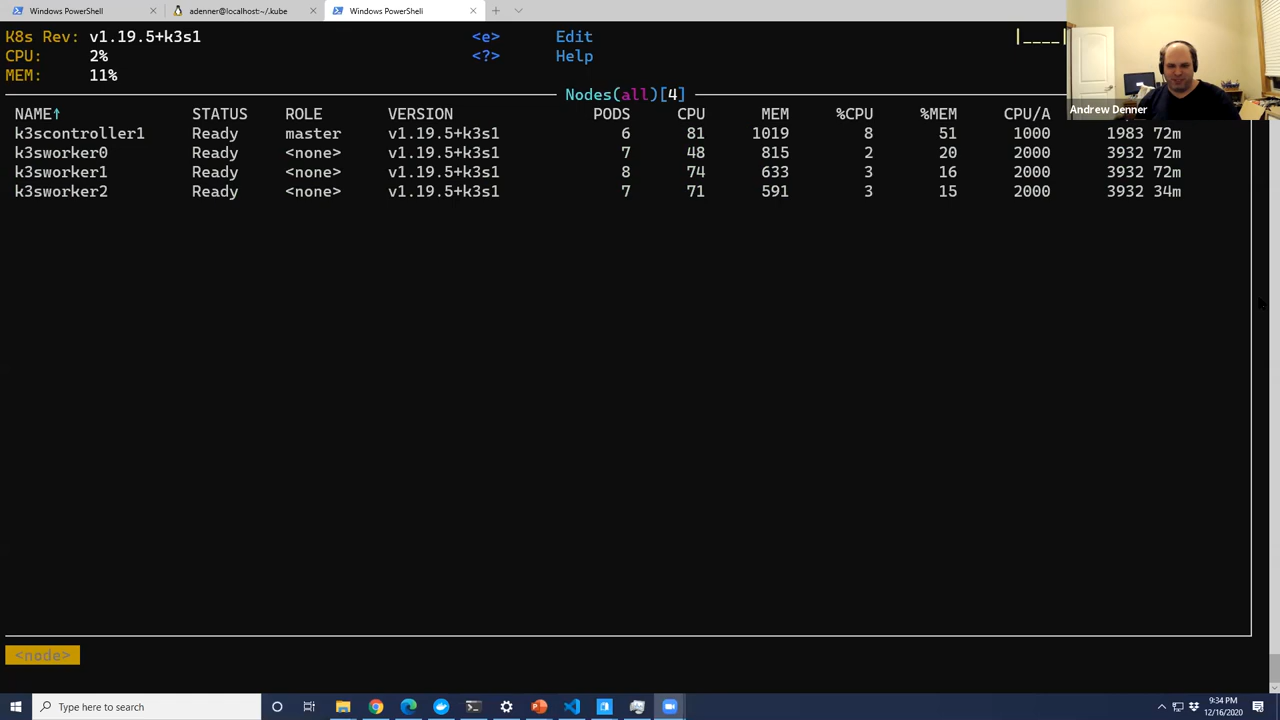 Windows PowerShell
adenner@localhost:~/.kube
Windows PowerShell
K8s Rev: v1.19.5+k3s1 <e> Edit |____|
CPU: 2% <?> Help
MEM: 11%
Nodes(all)[4]
NAME↑ STATUS ROLE VERSION PODS CPU MEM %CPU %MEM CPU/A
k3scontroller1 Ready master v1.19.5+k3s1 6 81 1019 8 51 1000 1983 72m
k3sworker0 Ready <none> v1.19.5+k3s1 7 48 815 2 20 2000 3932 72m
k3sworker1 Ready <none> v1.19.5+k3s1 8 74 633 3 16 2000 3932 72m
k3sworker2 Ready <none> v1.19.5+k3s1 7 71 591 3 15 2000 3932 34m
Andrew Denner
<node>
Type here to search
9:34 PM
12/16/2020